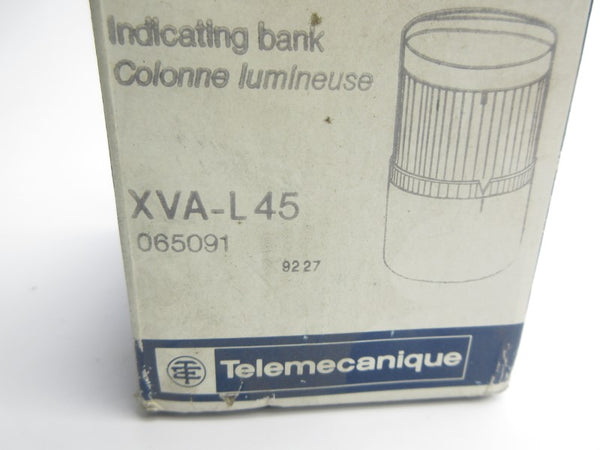 Indicating bank
Colonne lumineuse
XVA-L45
065091
9227
Telemecanique